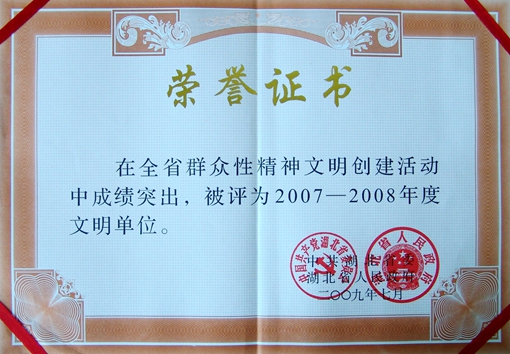 荣誉证书
在全省群众性精神文明创建活动
中成绩突出，被评为2007—2008年度
文明单位。
中共湖北省委
湖北省人民政府
二〇〇九年七月